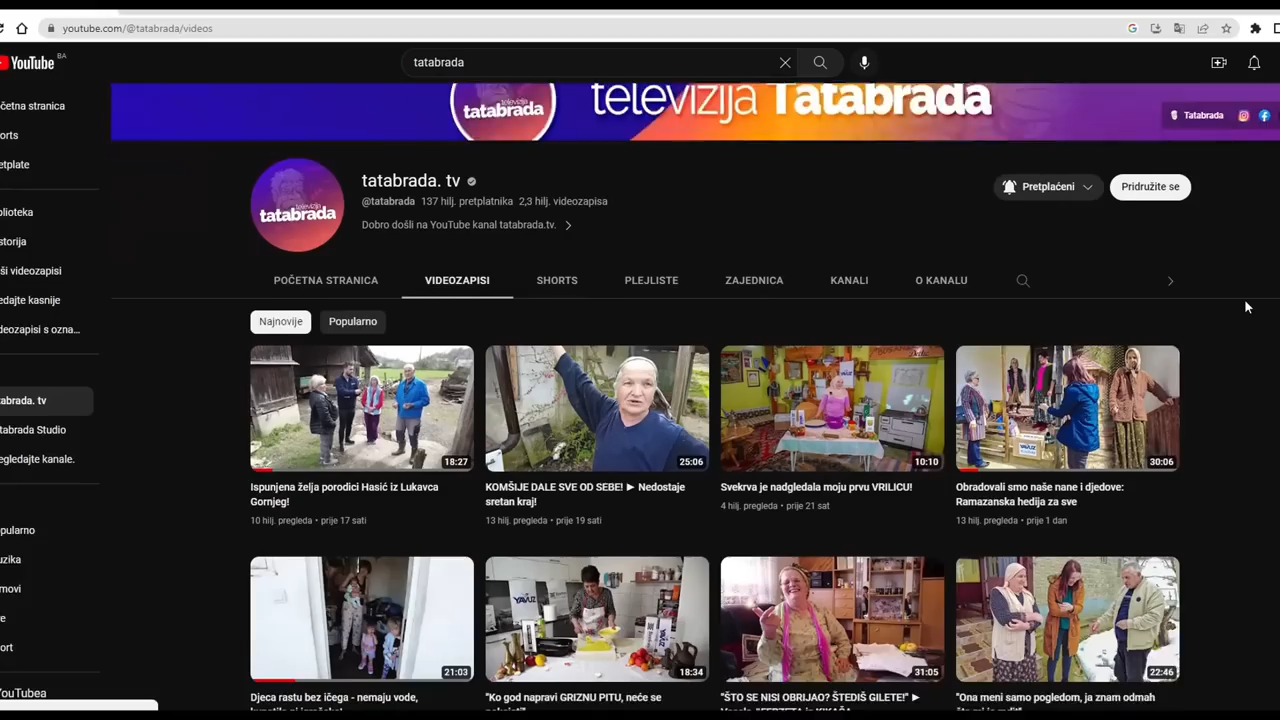 youtube.com/@tatabrada/videos
YouTube BA
tatabrada
četna stranica
orts
etplate
blioteka
storija
ši videozapisi
edajte kasnije
deozapisi s ozna...
abrada. tv
tabrada Studio
egledajte kanale.
opularno
uzika
movi
e
ort
YouTubea
televizija tatabrada
televizija Tatabrada
Tatabrada
televizija tatabrada
tatabrada. tv
@tatabrada 137 hilj. pretplatnika 2,3 hilj. videozapisa
Dobro došli na YouTube kanal tatabrada.tv.
Pretplaćeni
Pridružite se
POČETNA STRANICA VIDEOZAPISI SHORTS PLEJLISTE ZAJEDNICA KANALI O KANALU
Najnovije Popularno
18:27
Ispunjena želja porodici Hasić iz Lukavca
Gornjeg!
10 hilj. pregleda • prije 17 sati
25:06
KOMŠIJE DALE SVE OD SEBE! ► Nedostaje
sretan kraj!
13 hilj. pregleda • prije 19 sati
10:10
Svekrva je nadgledala moju prvu VRILICU!
4 hilj. pregleda • prije 21 sat
YAVUZ
30:06
Obradovali smo naše nane i djedove:
Ramazanska hedija za sve
13 hilj. pregleda • prije 1 dan
21:03
Djeca rastu bez ičega - nemaju vode,
YAVUZ
YAVUZ
18:34
"Ko god napravi GRIZNU PITU, neće se
31:05
"ŠTO SE NISI OBRIJAO? ŠTEDIŠ GILETE!" ►
22:46
"Ona meni samo pogledom, ja znam odmah